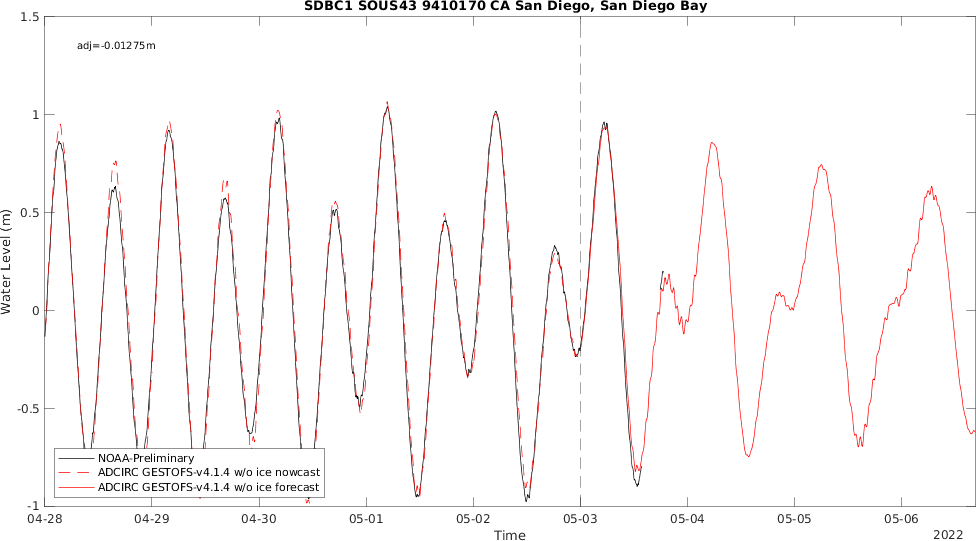 SDBC1 SOUS43 9410170 CA San Diego, San Diego Bay
adj=-0.01275m
1.5
1
0.5
0
-0.5
-1
Water Level (m)
NOAA-Preliminary
ADCIRC GESTOFS-v4.1.4 w/o ice nowcast
ADCIRC GESTOFS-v4.1.4 w/o ice forecast
04-28 04-29 04-30 05-01 05-02 05-03 05-04 05-05 05-06
Time
2022